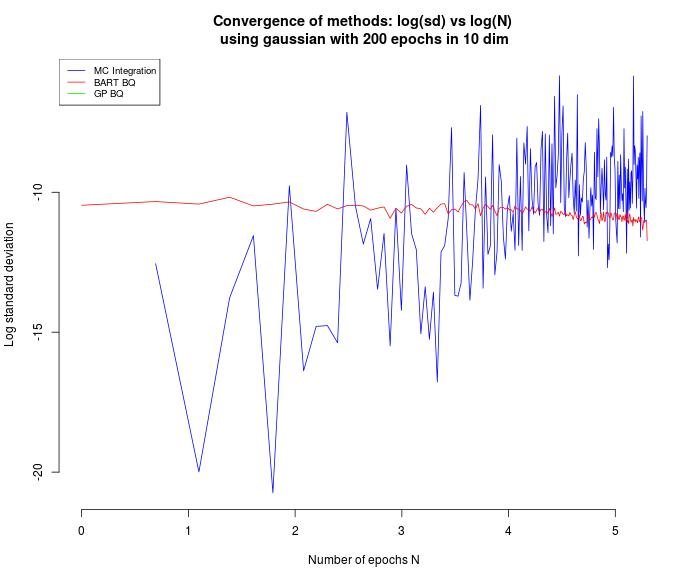 Convergence of methods: log(sd) vs log(N)
using gaussian with 200 epochs in 10 dim
MC Integration
BART BQ
GP BQ
-10
-15
-20
Log standard deviation
0 1 2 3 4 5
Number of epochs N